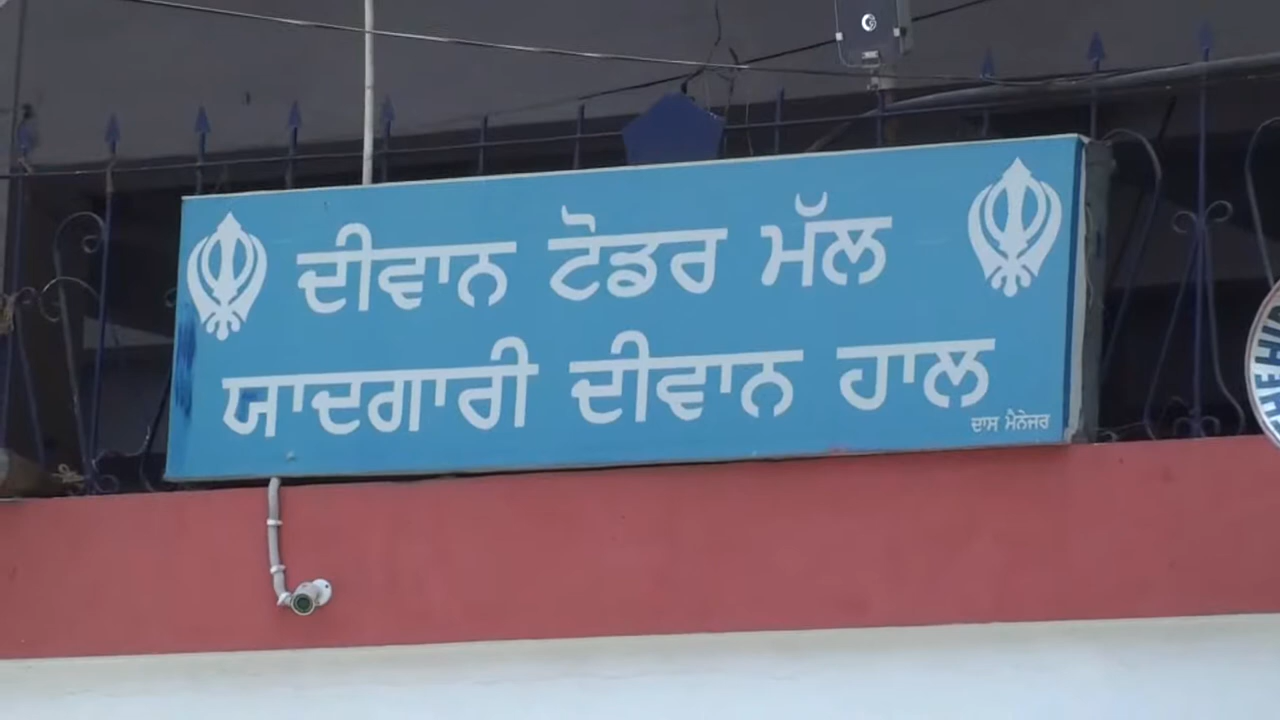 ਦੀਵਾਨ ਟੋਡਰ ਮੱਲ
ਯਾਦਗਾਰੀ ਦੀਵਾਨ ਹਾਲ
ਦਾਸ ਮੈਨੇਜਰ